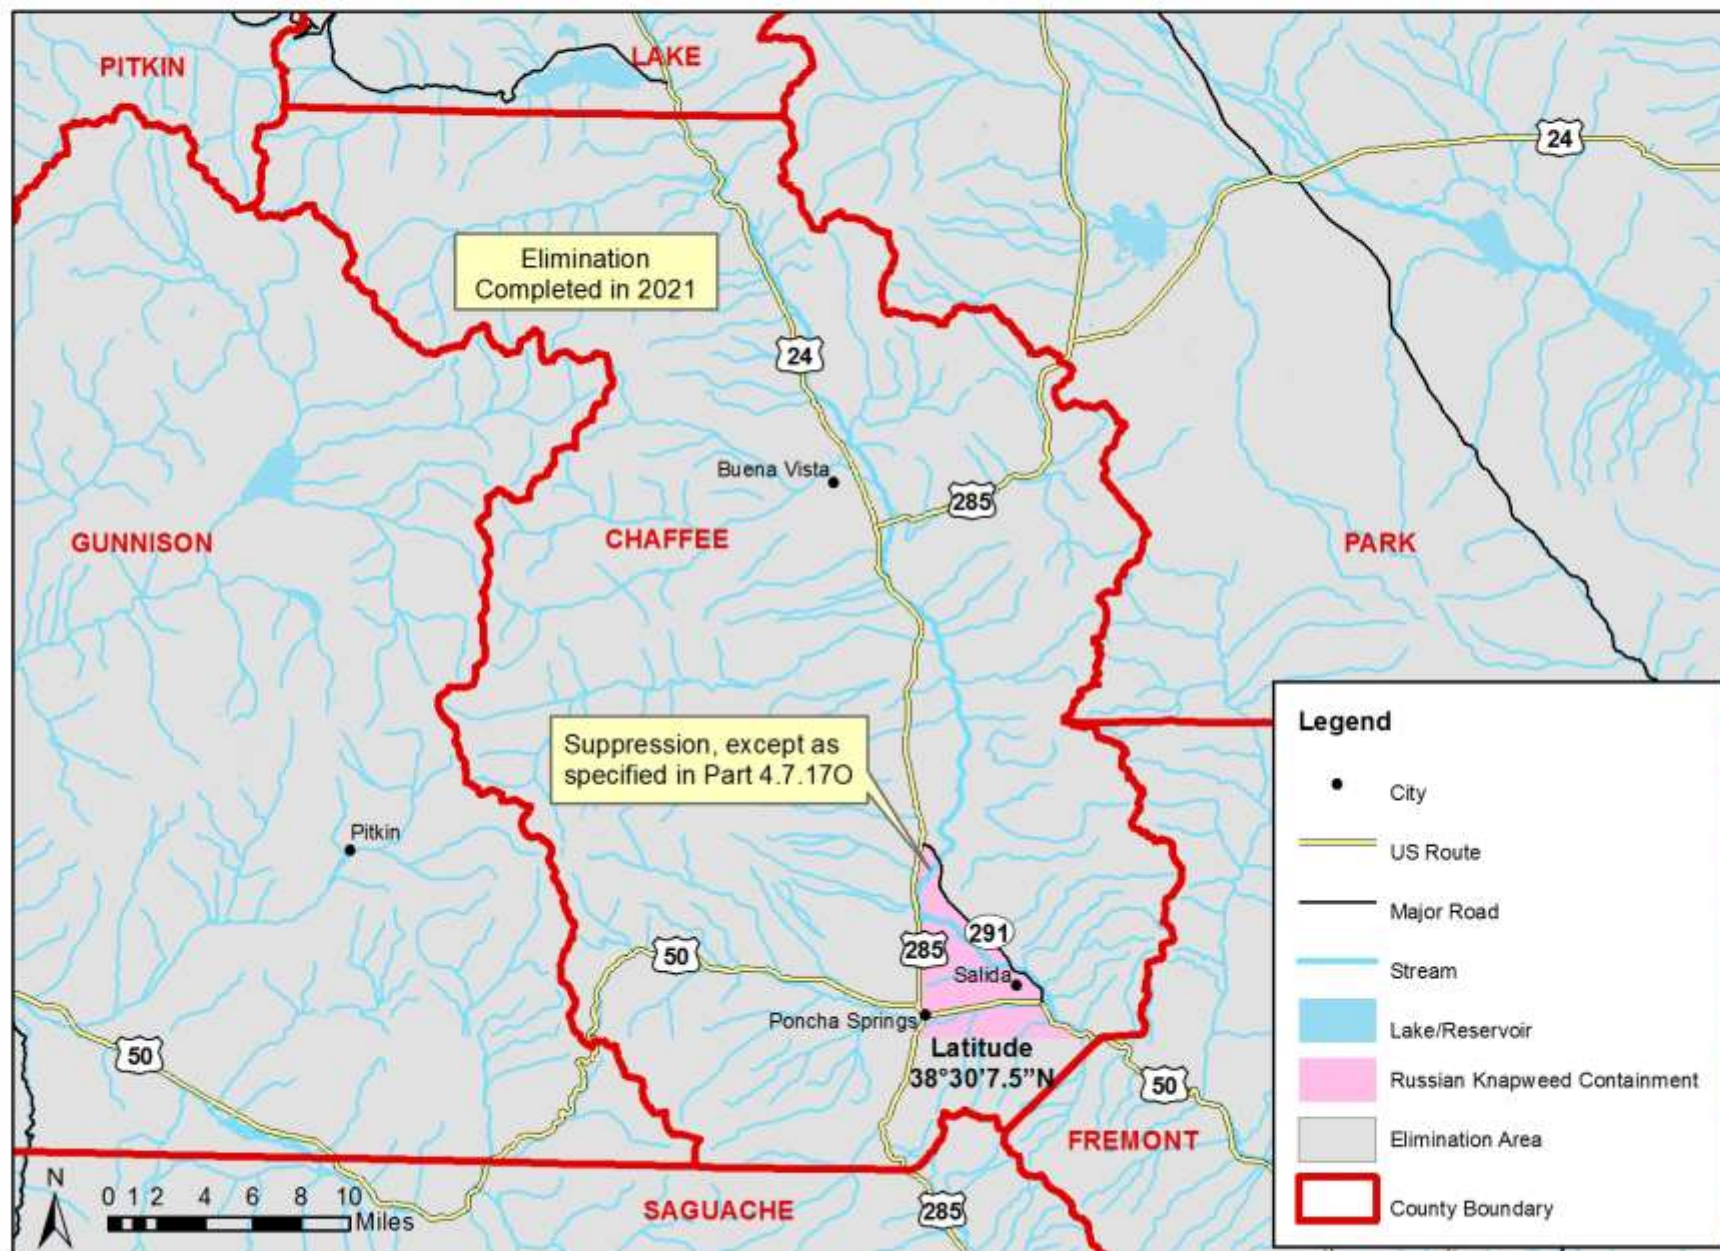 PITKIN
LAKE
24
Elimination
Completed in 2021
24
Buena Vista
285
GUNNISON
CHAFFEE
PARK
Suppression, except as
specified in Part 4.7.17O
Pitkin
291
285
50
Salida
Poncha Springs
Latitude
38°30'7.5”N
50
50
FREMONT
SAGUACHE
285
N
0 1 2 4 6 8 10
Miles
Legend
City
US Route
Major Road
Stream
Lake/Reservoir
Russian Knapweed Containment
Elimination Area
County Boundary